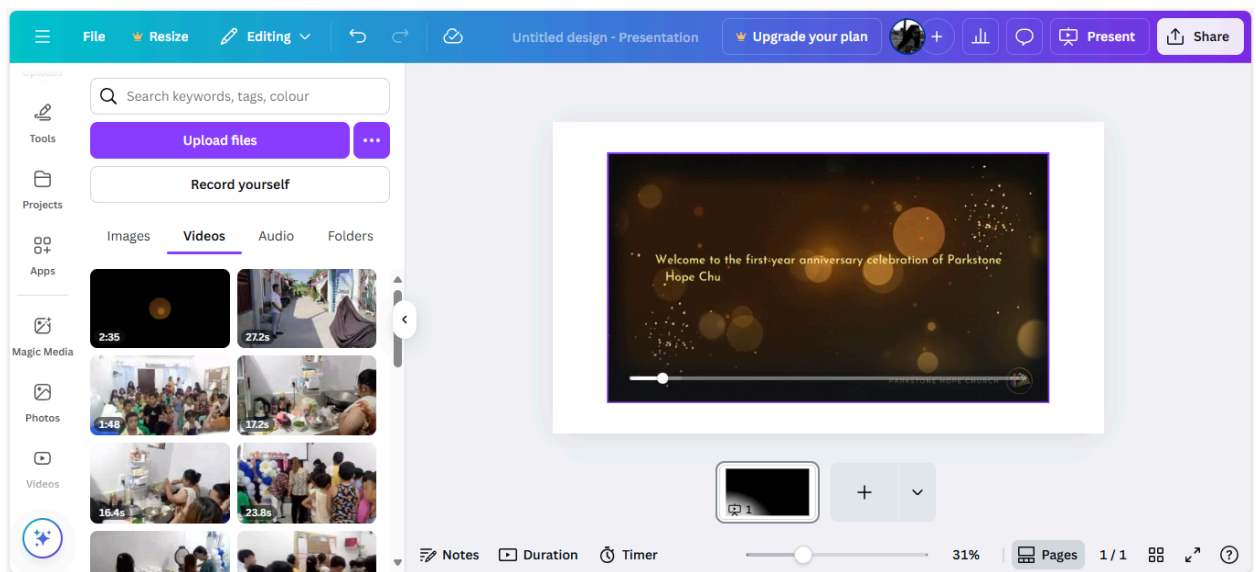 File
Resize
Editing
Untitled design - Presentation
Upgrade your plan
+
Present
Share
Uploads
Tools
Projects
Apps
Magic Media
Photos
Videos
Search keywords, tags, colour
Upload files
Record yourself
Images Videos Audio Folders
2:35
27.2s
1:48
17.2s
16.4s
23.8s
Welcome to the first-year anniversary celebration of Parkstone
Hope Chu
PARKSTONE HOPE CHURCH
1
+
Notes
Duration
Timer
31%
Pages
1 / 1
?